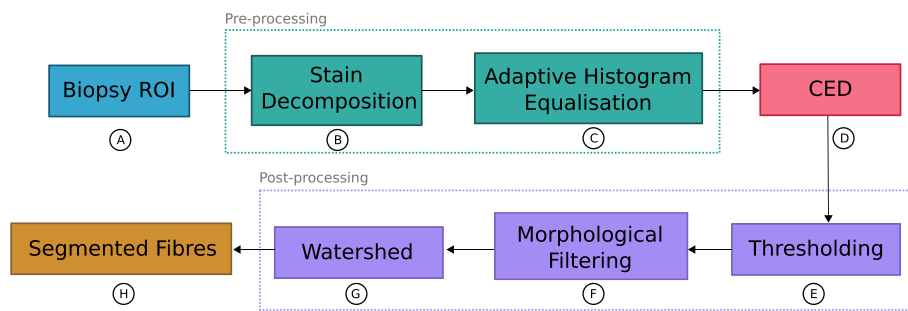 Pre-processing
Biopsy ROI
Stain
Decomposition
Adaptive Histogram
Equalisation
CED
A
B
C
D
Post-processing
Segmented Fibres
Watershed
Morphological
Filtering
Thresholding
H
G
F
E